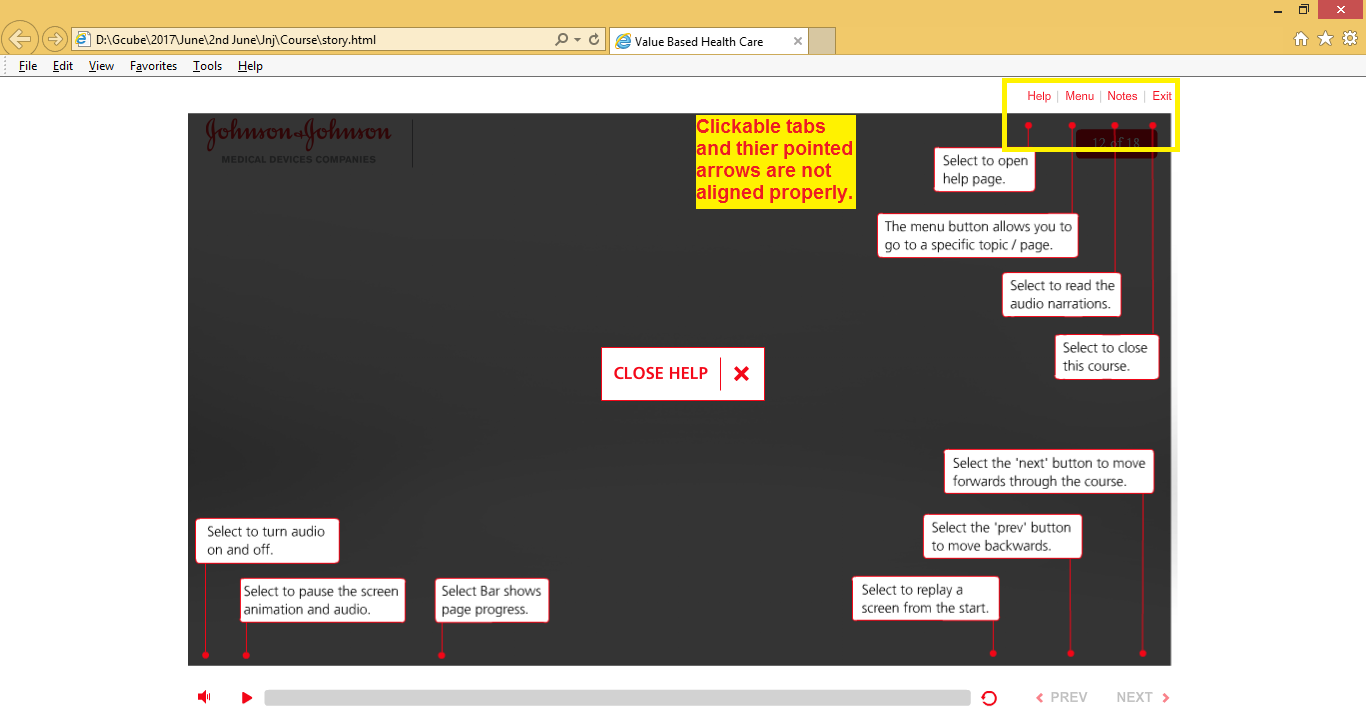 D:\Gcube\2017\June\2nd June\Jnj\Course\story.html
Value Based Health Care
File Edit View Favorites Tools Help
Help | Menu | Notes | Exit
Johnson & Johnson
MEDICAL DEVICES COMPANIES
Clickable tabs
and thier pointed
arrows are not
aligned properly.
12 of 18
Select to open
help page.
The menu button allows you to
go to a specific topic / page.
Select to read the
audio narrations.
Select to close
this course.
CLOSE HELP
Select the 'next' button to move
forwards through the course.
Select the 'prev' button
to move backwards.
Select to turn audio
on and off.
Select to pause the screen
animation and audio.
Select Bar shows
page progress.
Select to replay a
screen from the start.
PREV
NEXT